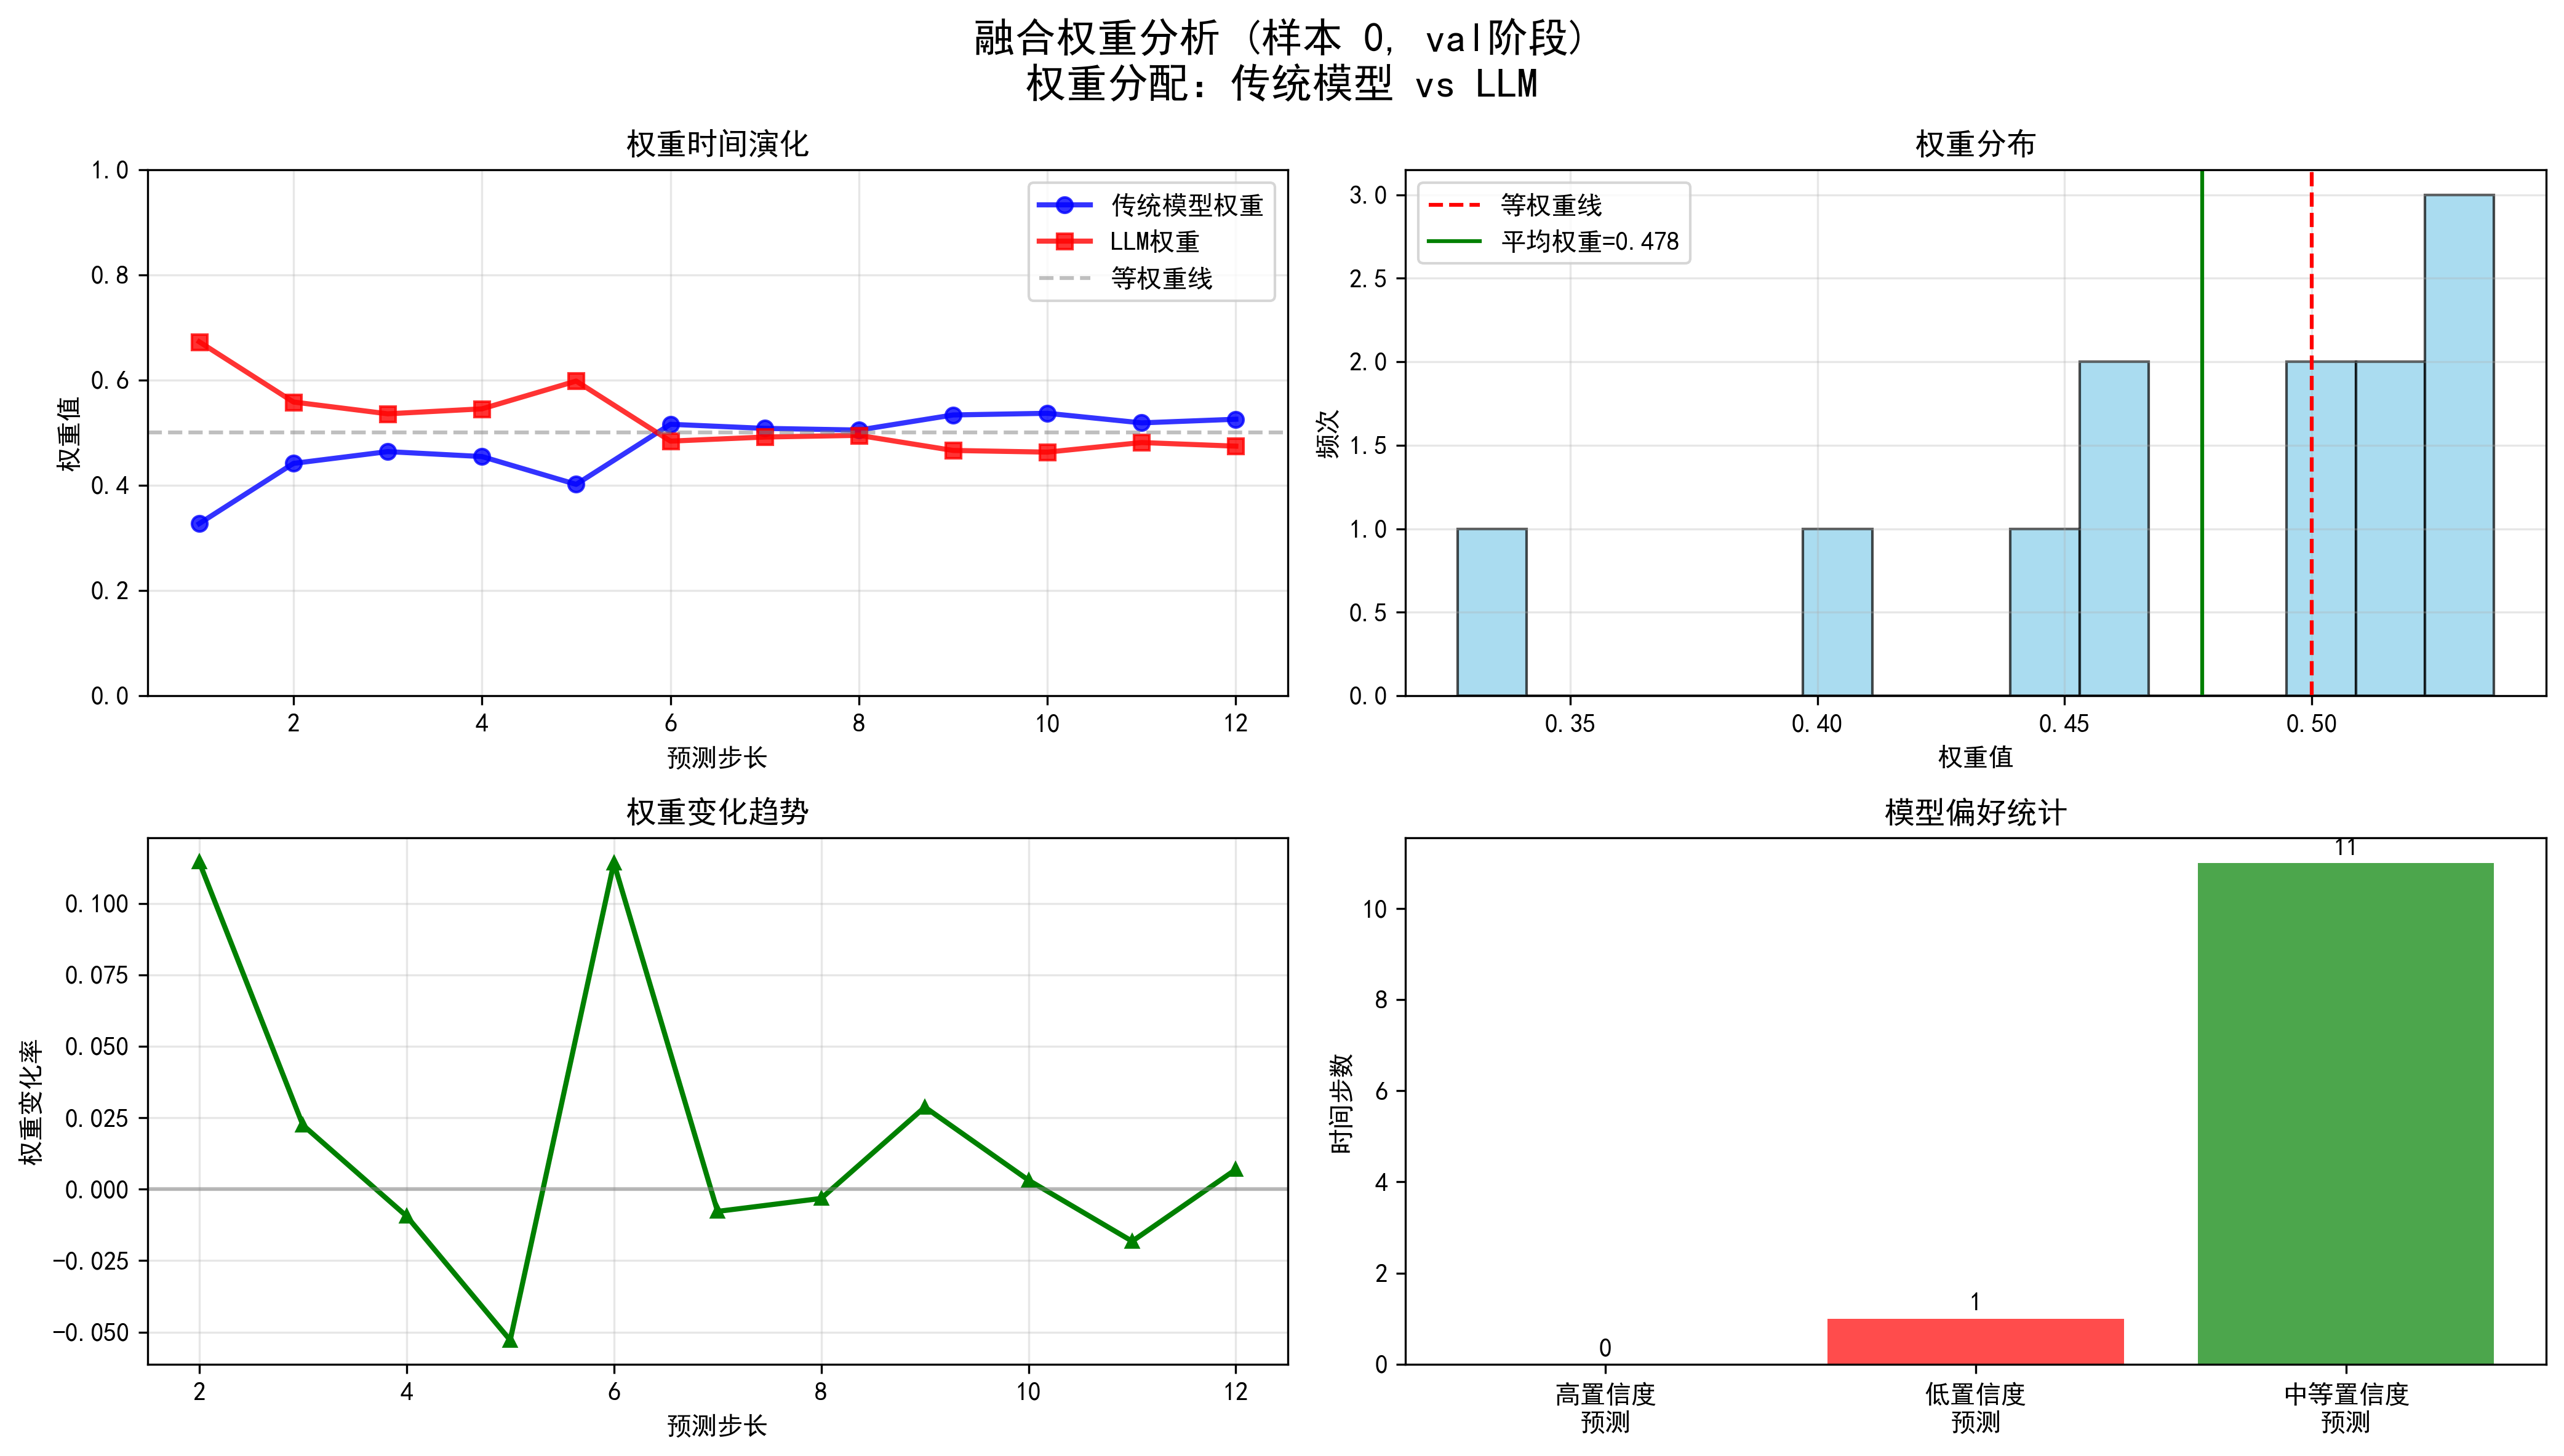 融合权重分析 (样本 0, val阶段)
权重分配: 传统模型 vs LLM
权重时间演化
1.0
0.8
0.6
0.4
0.2
0.0
权重值
传统模型权重
LLM权重
等权重线
2
4
6
8
10
12
预测步长
权重分布
3.0
2.5
2.0
1.5
1.0
0.5
0.0
频次
等权重线
平均权重=0.478
0.35
0.40
0.45
0.50
权重值
权重变化趋势
0.100
0.075
0.050
0.025
0.000
−0.025
−0.050
权重变化率
2
4
6
8
10
12
预测步长
模型偏好统计
10
8
6
4
2
0
时间步数
0
1
11
高置信度
预测
低置信度
预测
中等置信度
预测